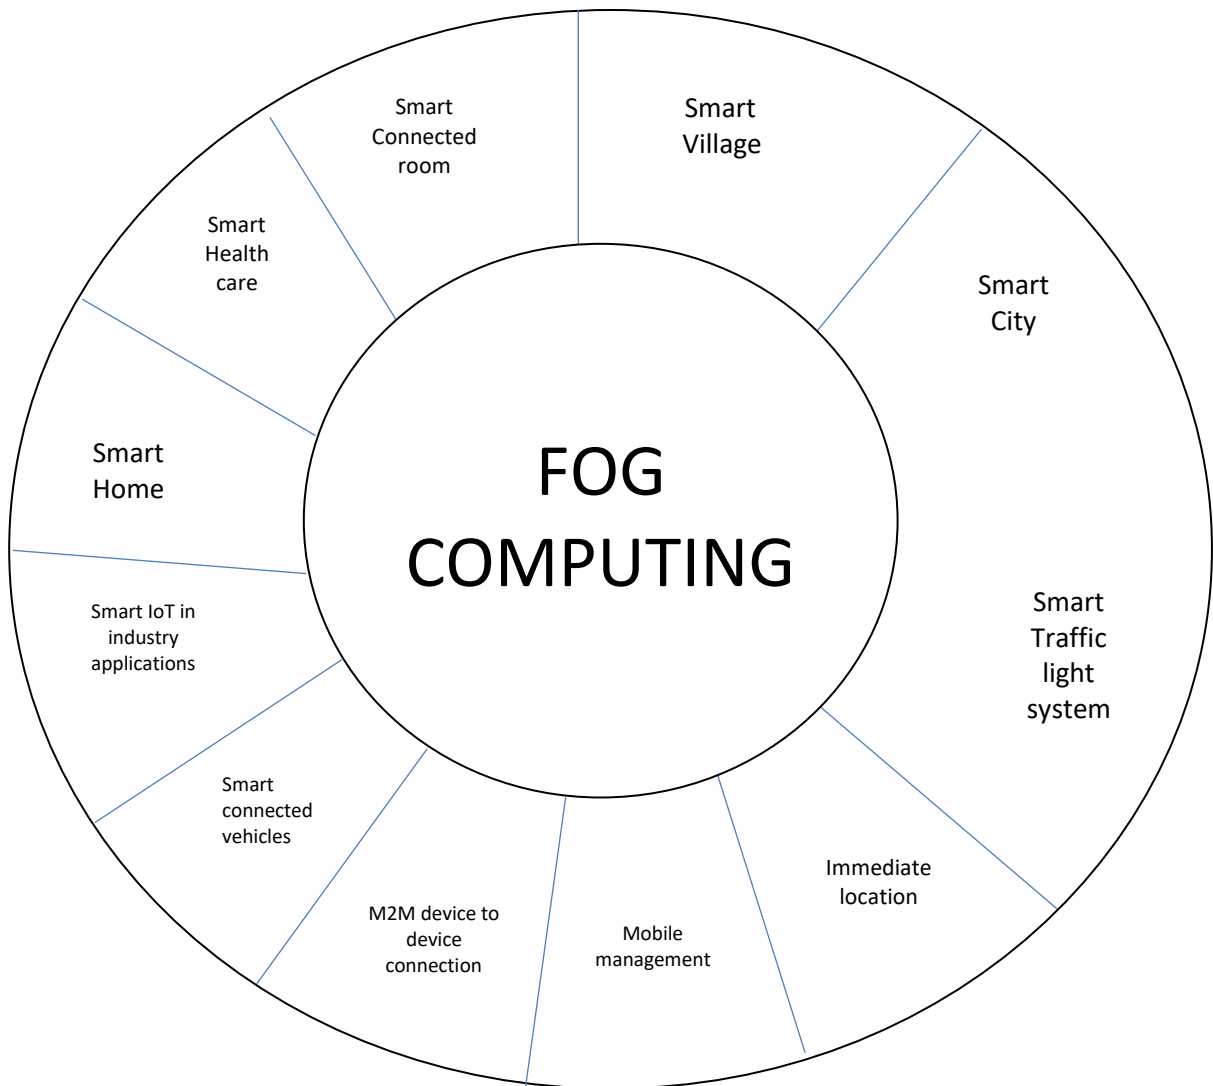 Smart
Connected
room
Smart
Village
Smart
Health
care
Smart
City
Smart
Home
FOG
COMPUTING
Smart IoT in
industry
applications
Smart
Traffic
light
system
Smart
connected
vehicles
Immediate
location
M2M device to
device
connection
Mobile
management